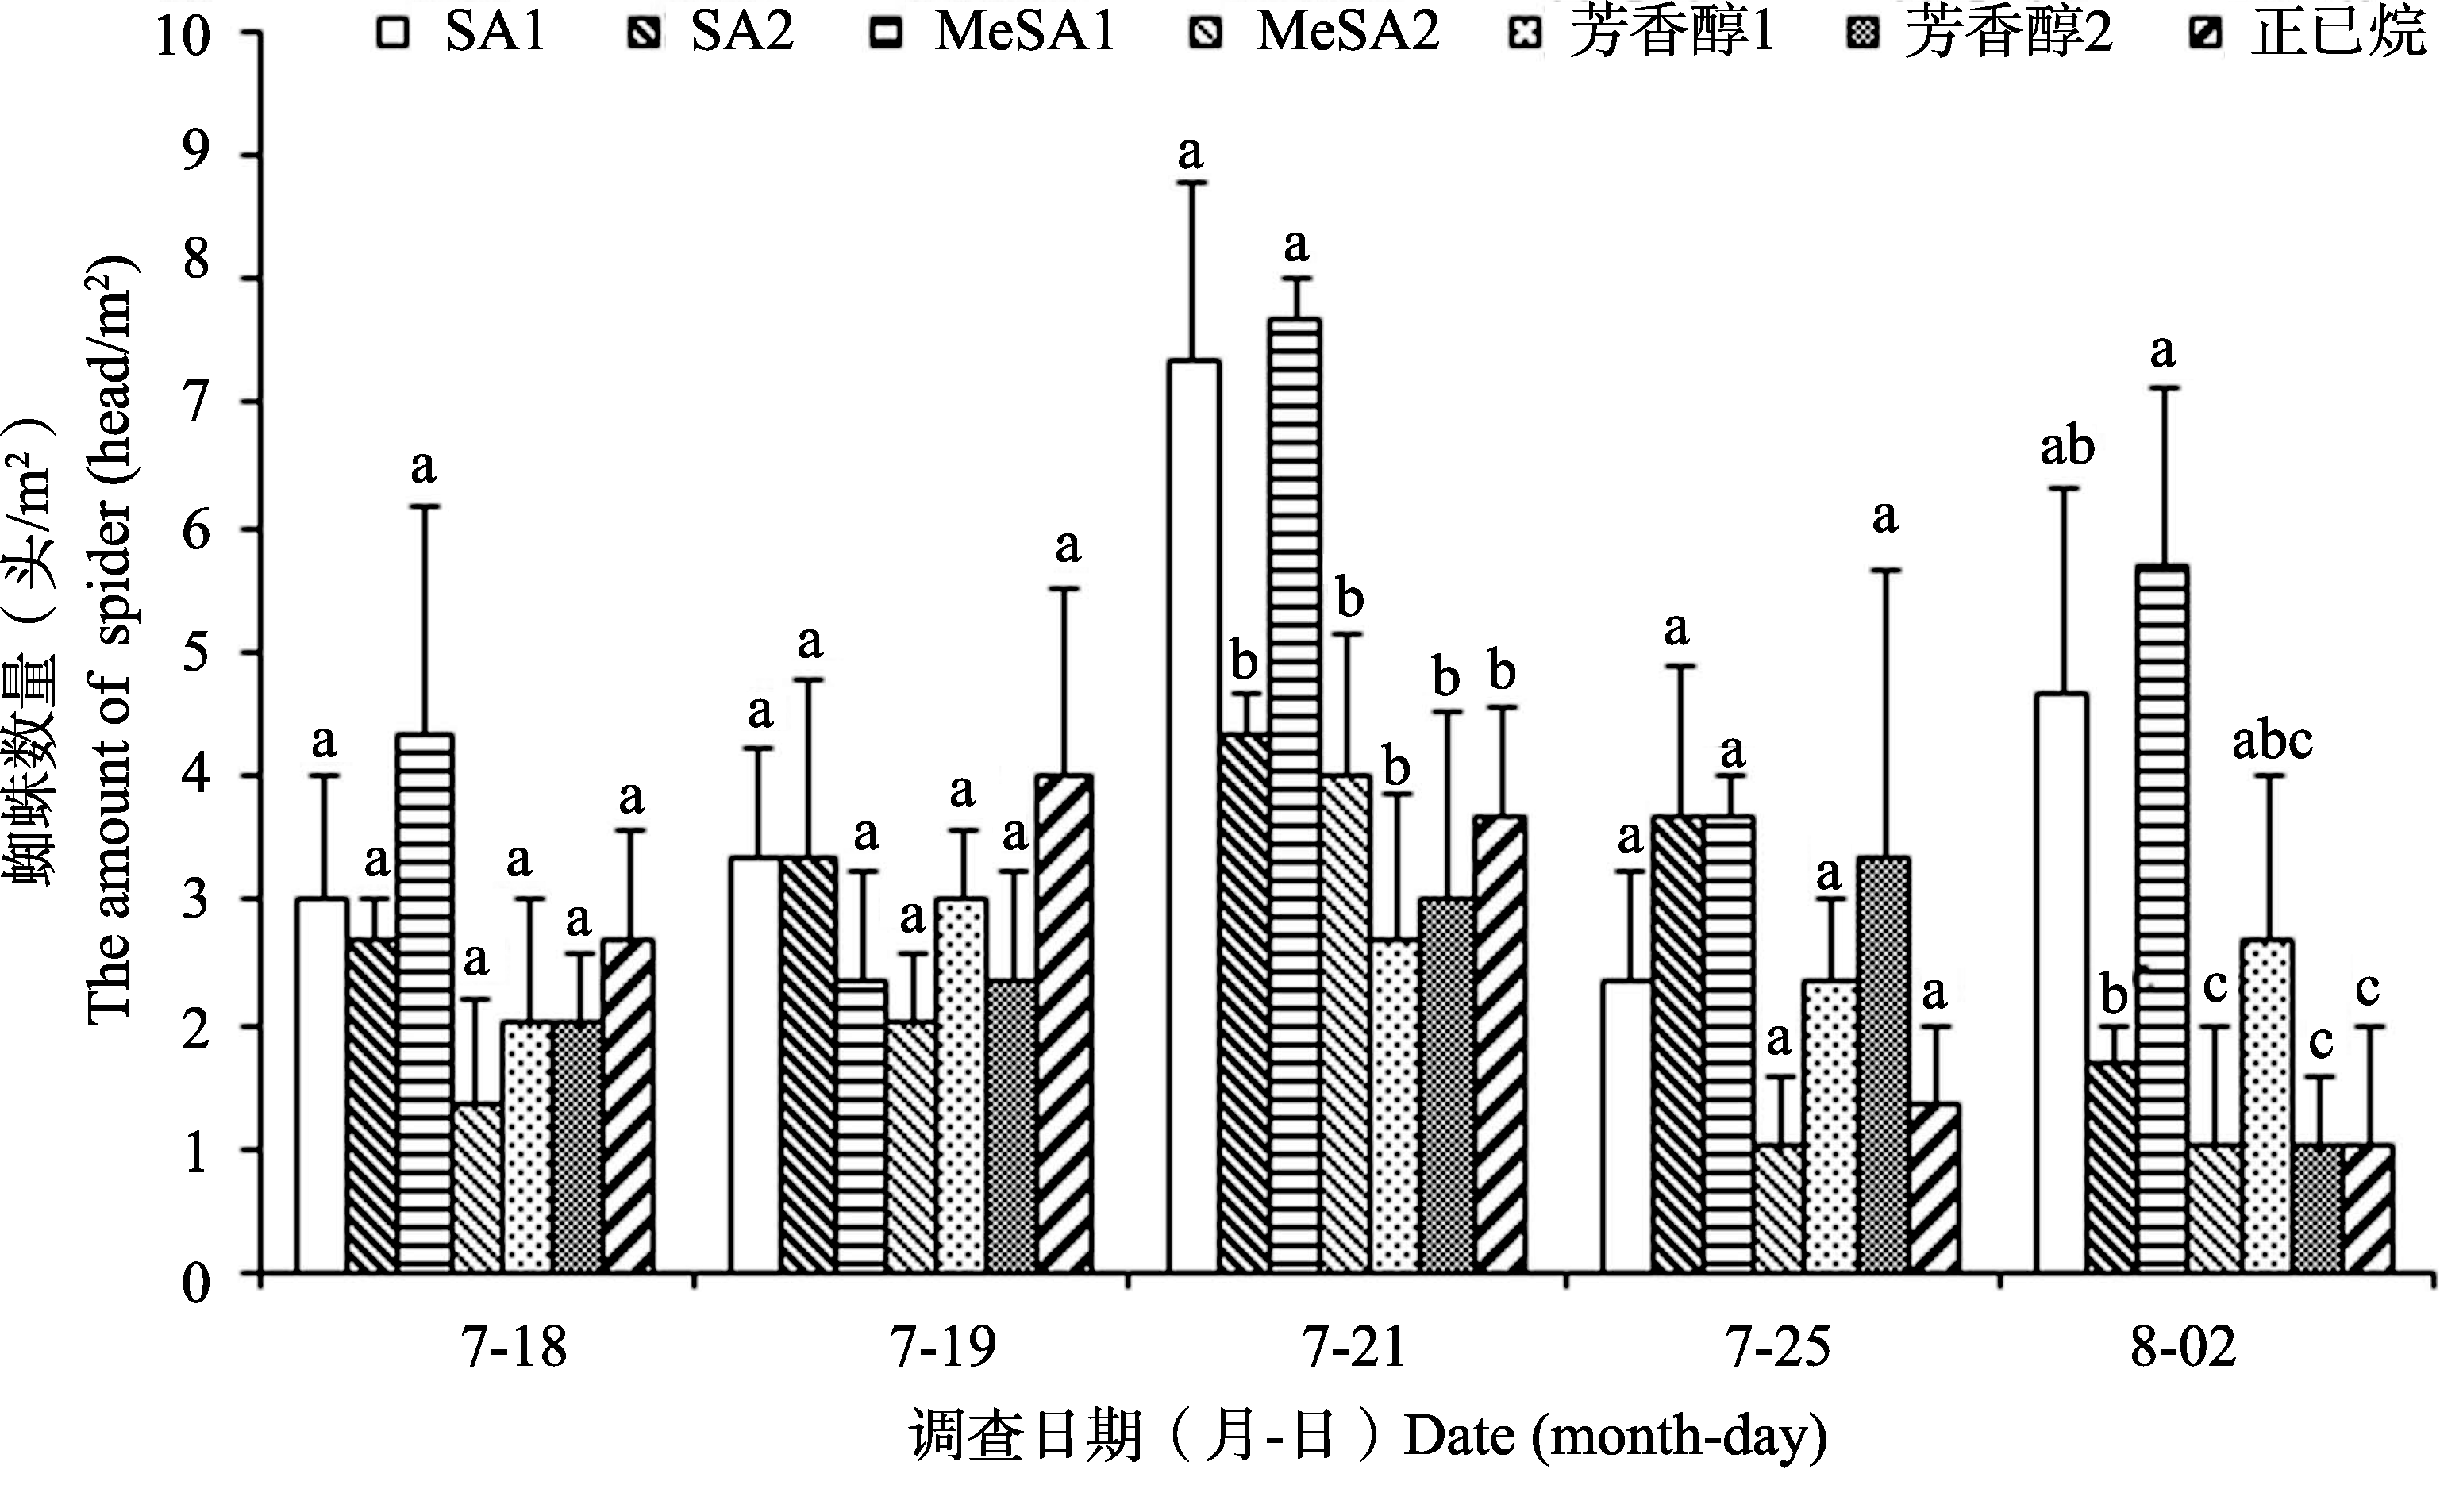 SA1 SA2 MeSA1 MeSA2 芳香醇1 芳香醇2 正已烷
蜘蛛数量（头/m²）
The amount of spider (head/m²)
10
9
8
7
6
5
4
3
2
1
0
a a a a a a a
a a a a a a a
a b a b b b b
a a a a a a a
ab b a c abc c c
7-18 7-19 7-21 7-25 8-02
调查日期（月-日）Date (month-day)